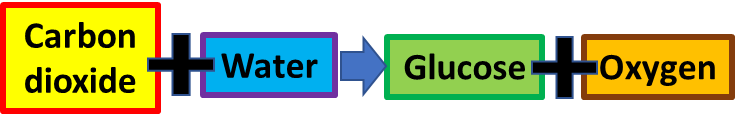 Carbon
dioxide
Water
Glucose
Oxygen